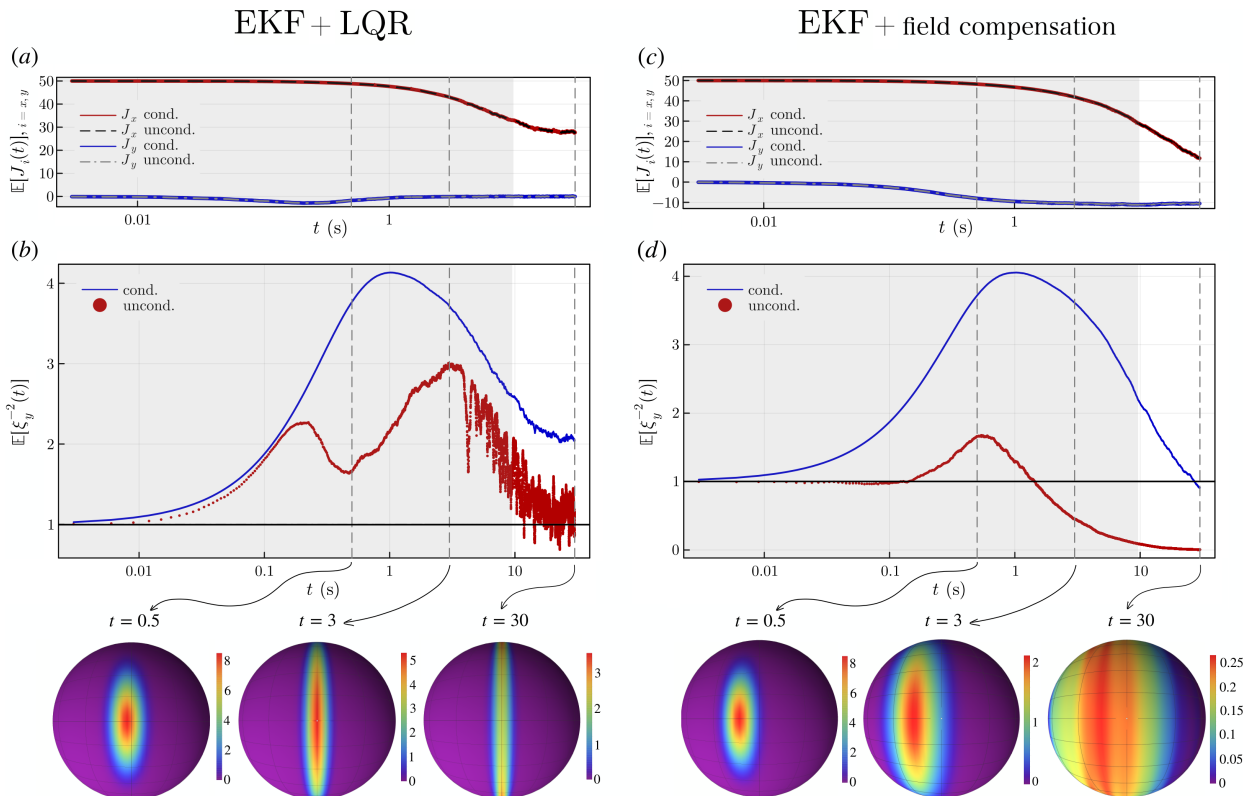 EKF + LQR
EKF + field compensation
(a)
𝔼[J_i(t)], i = x, y
50
40
30
20
10
0
J_x cond.
J_x uncond.
J_y cond.
J_y uncond.
0.01
1
t (s)
(c)
𝔼[J_i(t)], i = x, y
50
40
30
20
10
0
−10
J_x cond.
J_x uncond.
J_y cond.
J_y uncond.
0.01
1
t (s)
(b)
𝔼[ξ_y^{−2}(t)]
4
3
2
1
cond.
uncond.
0.01
0.1
1
10
t (s)
(d)
𝔼[ξ_y^{−2}(t)]
4
3
2
1
0
cond.
uncond.
0.01
0.1
1
10
t (s)
t = 0.5
t = 3
t = 30
8
6
4
2
0
5
4
3
2
1
0
3
2
1
0
t = 0.5
t = 3
t = 30
8
6
4
2
0
2
1
0
0.25
0.20
0.15
0.1
0.05
0